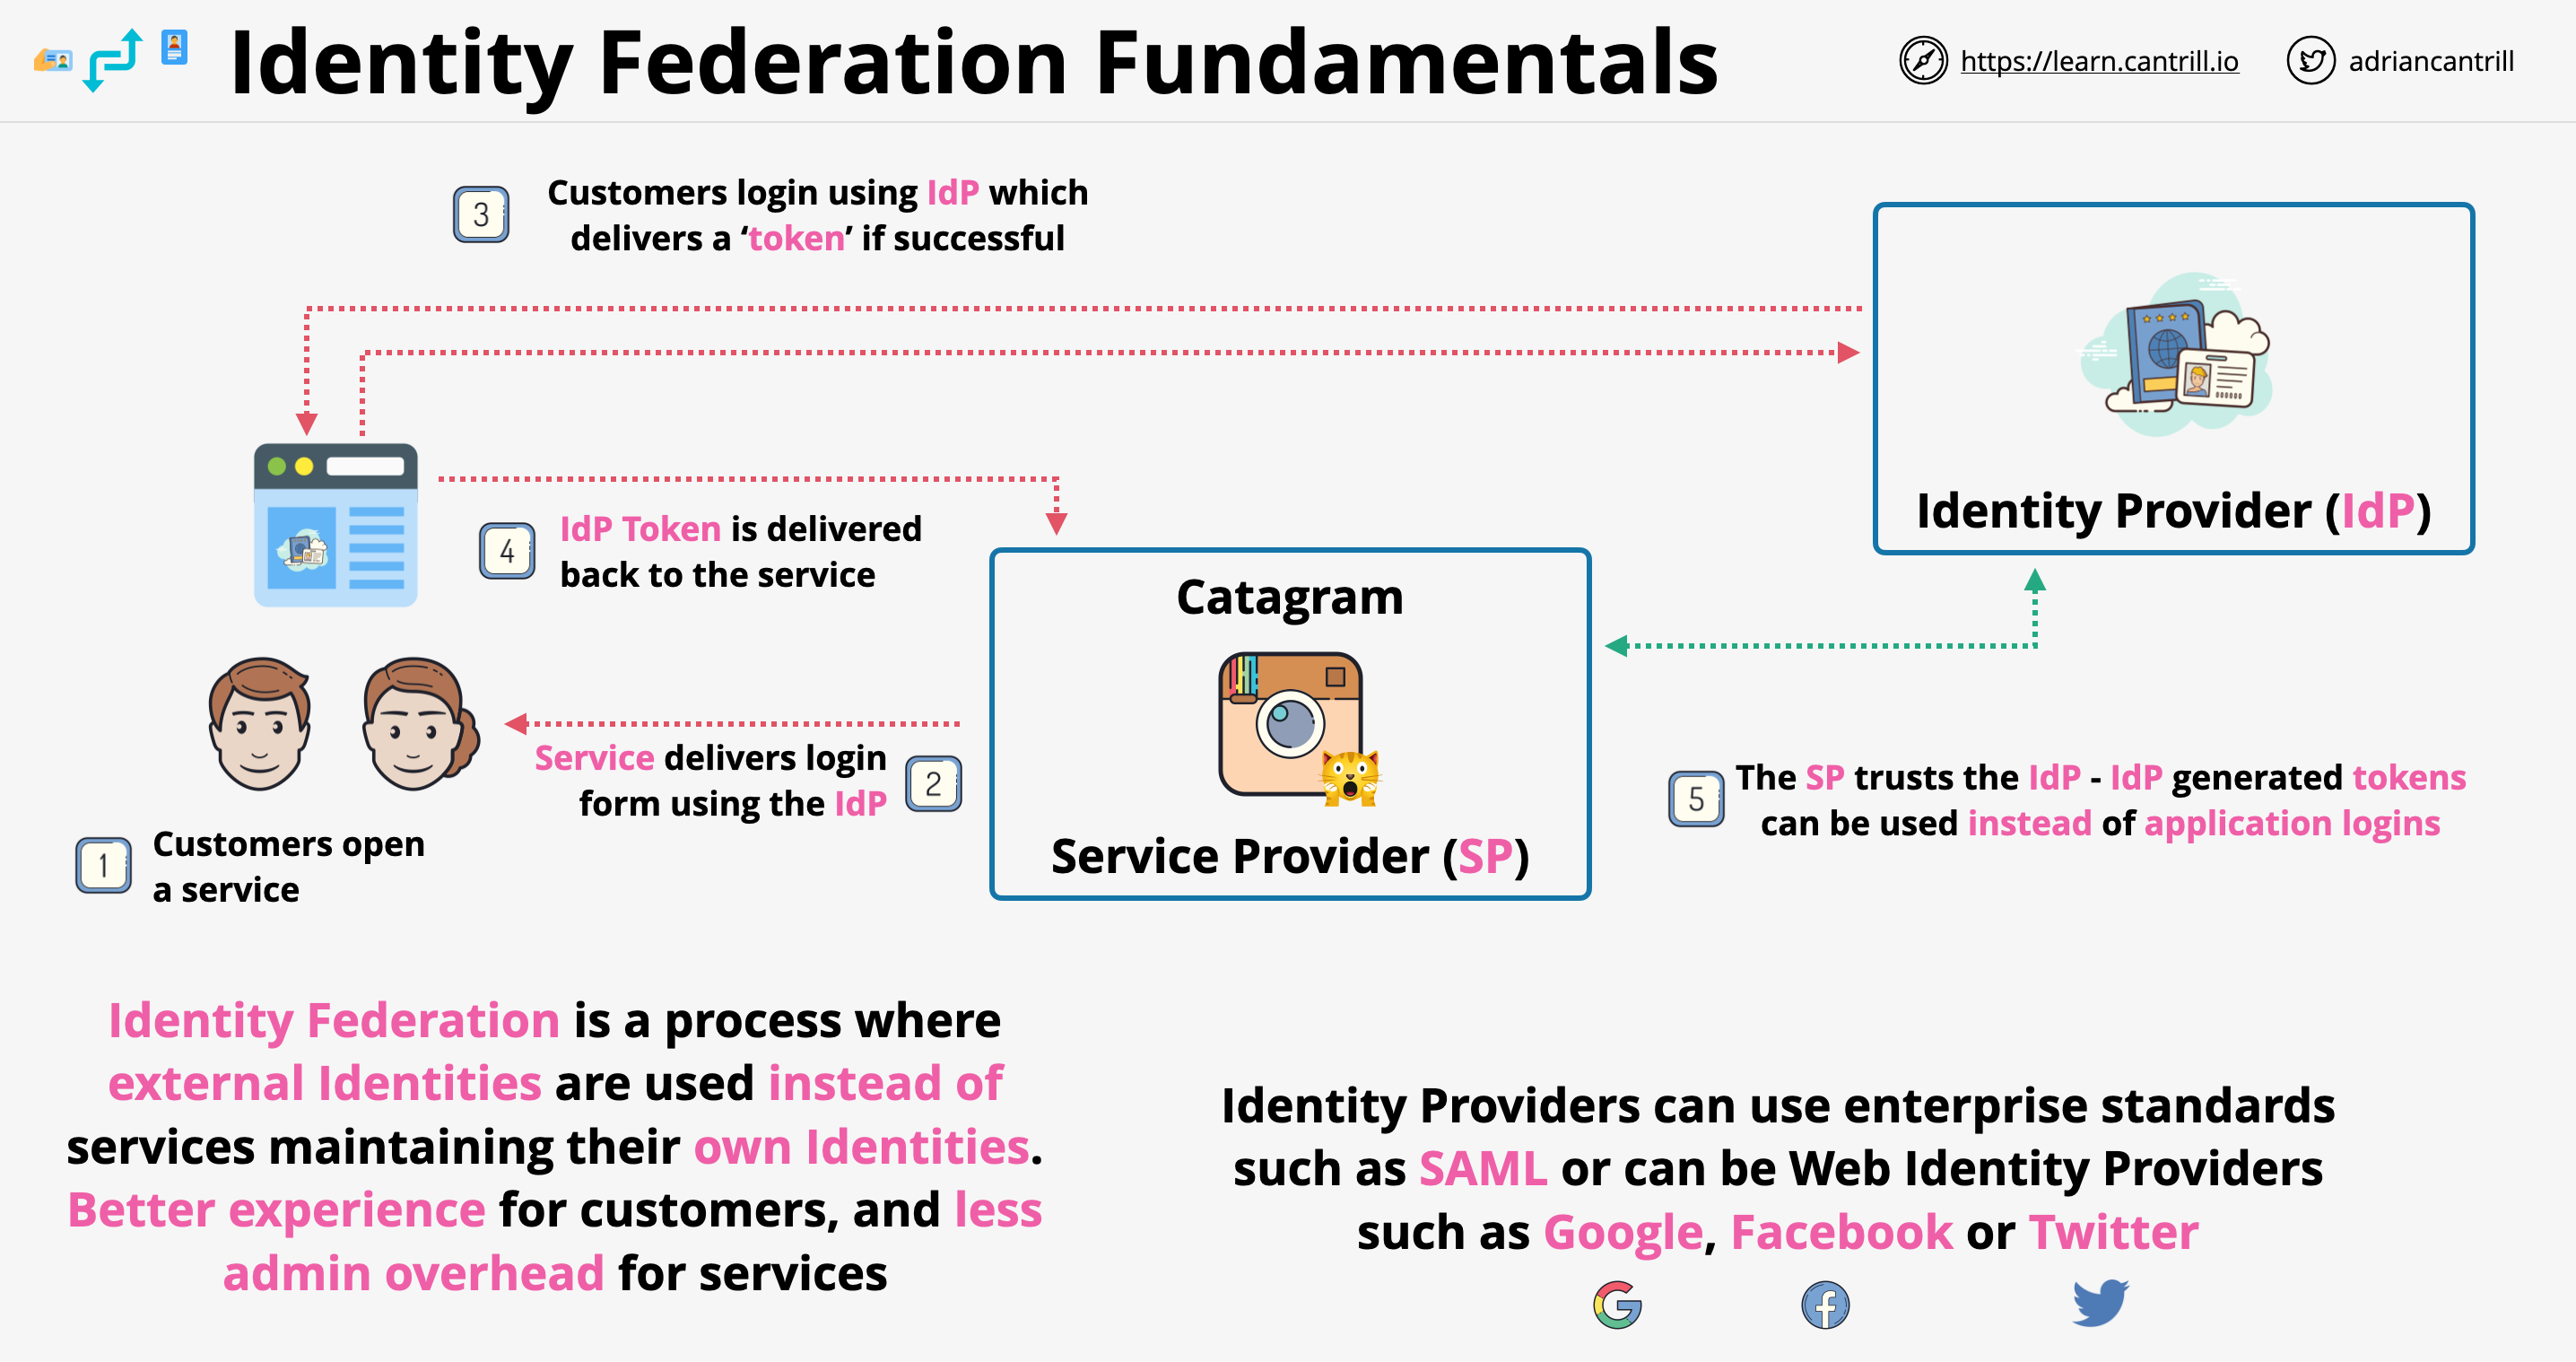 Identity Federation Fundamentals
https://learn.cantrill.io
adriancantrill
3
Customers login using IdP which
delivers a ‘token’ if successful
Identity Provider (IdP)
4
IdP Token is delivered
back to the service
Catagram
Service Provider (SP)
Service delivers login
form using the IdP
2
5
The SP trusts the IdP - IdP generated tokens
can be used instead of application logins
1
Customers open
a service
Identity Federation is a process where
external Identities are used instead of
services maintaining their own Identities.
Better experience for customers, and less
admin overhead for services
Identity Providers can use enterprise standards
such as SAML or can be Web Identity Providers
such as Google, Facebook or Twitter